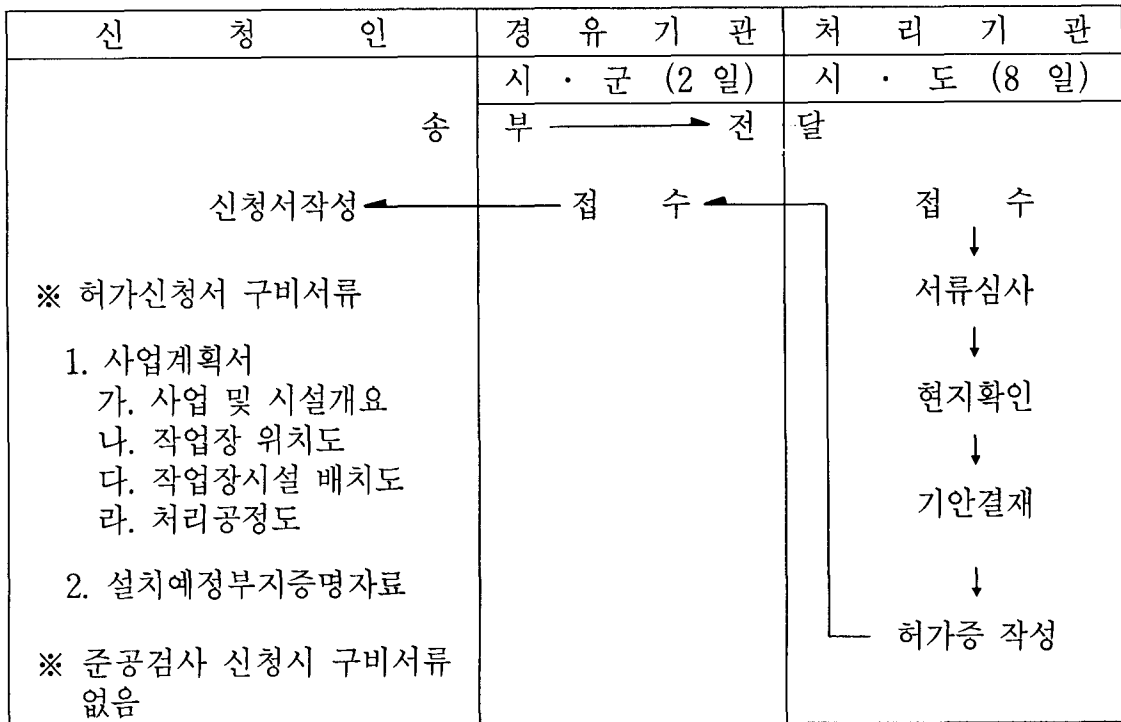 신 청 인 경 유 기 관 처 리 기 관
시 · 군 (2 일) 시 · 도 (8 일)
송 부 전 달
신청서작성 접 수 접 수
※ 허가신청서 구비서류 서류심사
1. 사업계획서
가. 사업 및 시설개요 현지확인
나. 작업장 위치도
다. 작업장시설 배치도
라. 처리공정도 기안결재
2. 설치예정부지증명자료
허가증 작성
※ 준공검사 신청시 구비서류
없음